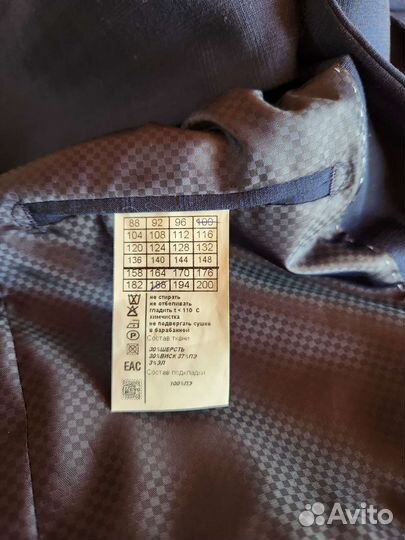 88 92 96 100
104 108 112 116
120 124 128 132
136 140 144 148
158 164 170 176
182 188 194 200
не стирать
не отбеливать
гладить t < 110 С
химчистка
не подвергать сушке
в барабанной
Состав ткани
30%ШЕРСТЬ
30%ВИСК 37%ПЭ
3%ЭЛ
EAC
Состав подкладки
100%ПЭ
Avito